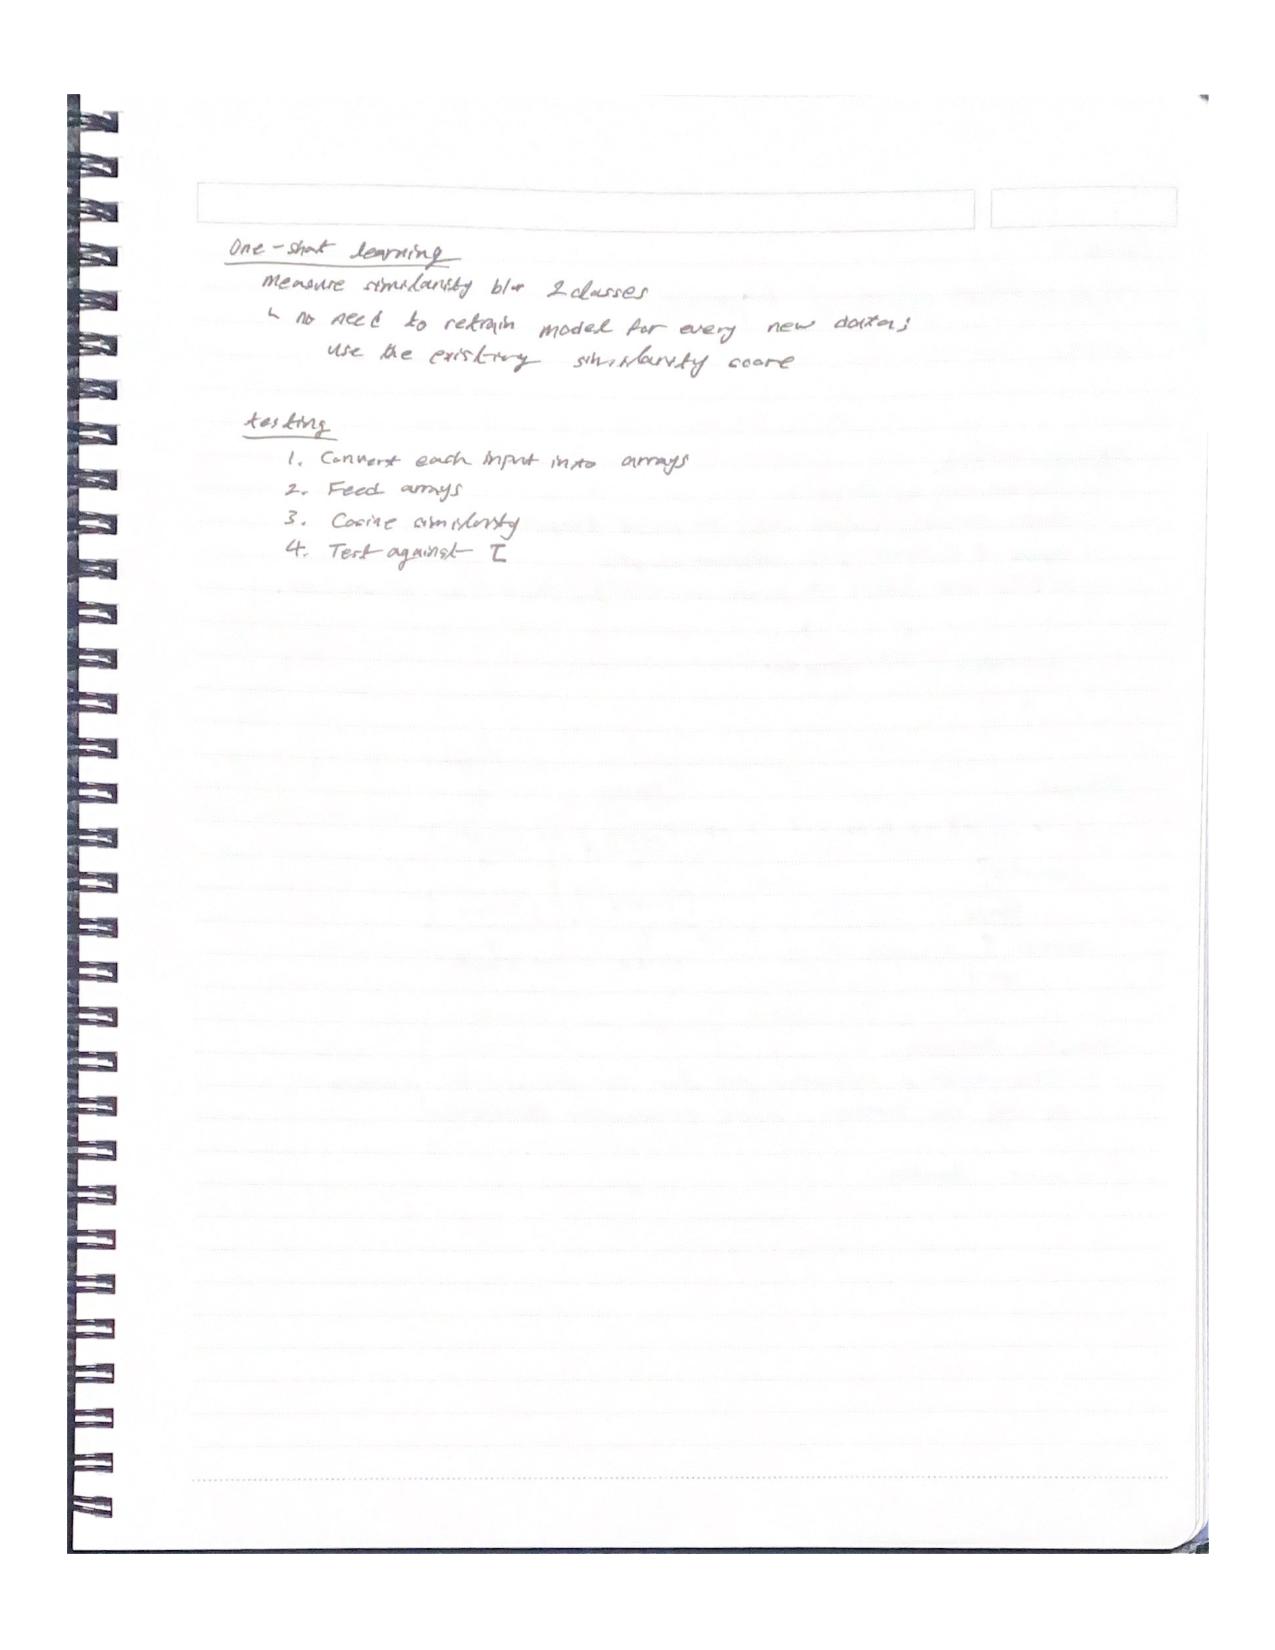 One-shot learning
Measure similarity b/w 2 classes
↳ no need to retrain model for every new data;
use the existing similarity score
testing
1. Convert each input into arrays
2. Feed arrays
3. Cosine similarity
4. Test against τ